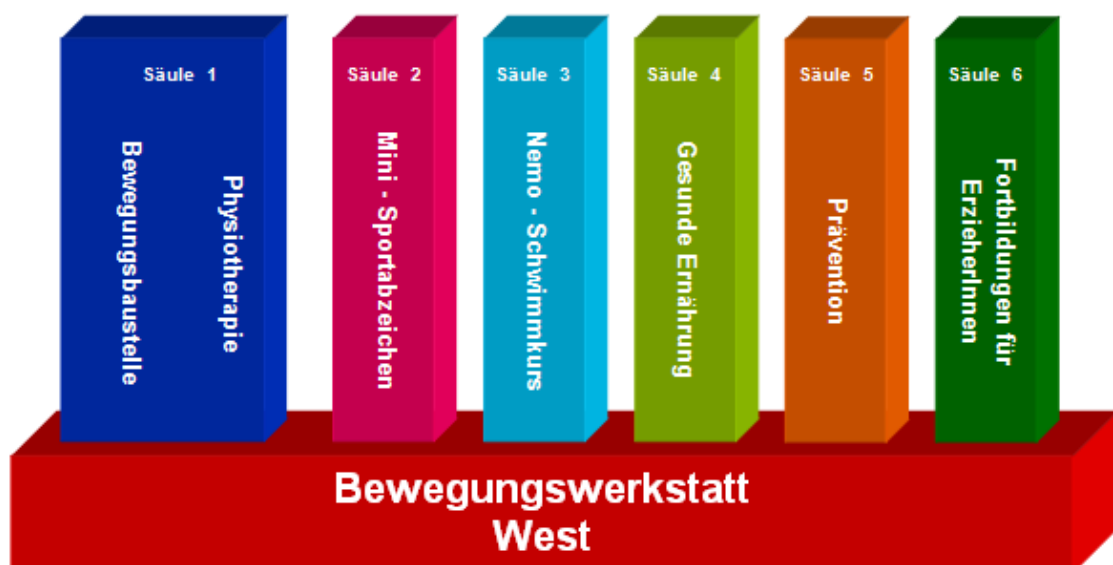 Säule 1
Bewegungsbaustelle
Physiotherapie
Säule 2
Mini - Sportabzeichen
Säule 3
Nemo - Schwimmkurs
Säule 4
Gesunde Ernährung
Säule 5
Prävention
Säule 6
Fortbildungen für
ErzieherInnen
Bewegungswerkstatt
West